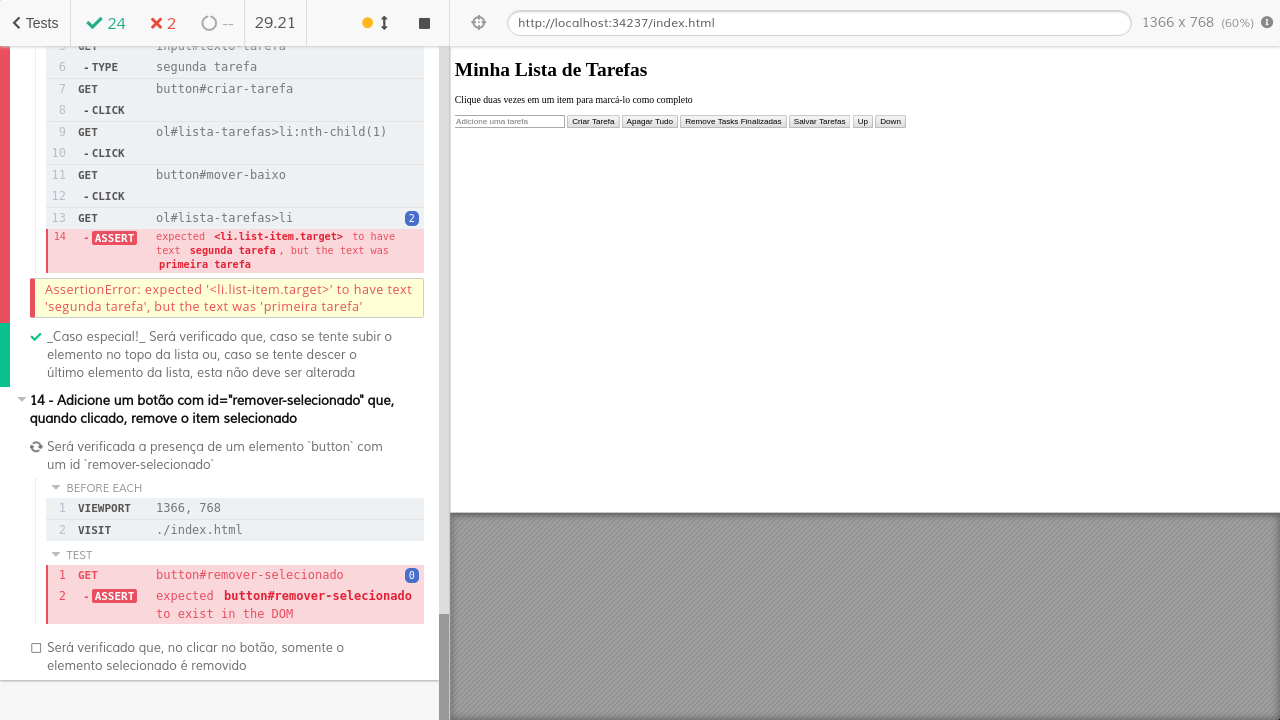 Tests
24
2
--
29.21
http://localhost:34237/index.html
1366 x 768 (60%)
5 GET input#texto-tarefa
6 -TYPE segunda tarefa
7 GET button#criar-tarefa
8 -CLICK
9 GET ol#lista-tarefas>li:nth-child(1)
10 -CLICK
11 GET button#mover-baixo
12 -CLICK
13 GET ol#lista-tarefas>li 2
14 -ASSERT expected <li.list-item.target> to have
text segunda tarefa, but the text was
primeira tarefa
AssertionError: expected '<li.list-item.target>' to have text
'segunda tarefa', but the text was 'primeira tarefa'
_Caso especial!_ Será verificado que, caso se tente subir o
elemento no topo da lista ou, caso se tente descer o
último elemento da lista, esta não deve ser alterada
14 - Adicione um botão com id="remover-selecionado" que,
quando clicado, remove o item selecionado
Será verificada a presença de um elemento `button` com
um id `remover-selecionado`
BEFORE EACH
1 VIEWPORT 1366, 768
2 VISIT ./index.html
TEST
1 GET button#remover-selecionado 0
2 -ASSERT expected button#remover-selecionado
to exist in the DOM
Será verificado que, no clicar no botão, somente o
elemento selecionado é removido
Minha Lista de Tarefas
Clique duas vezes em um item para marcá-lo como completo
Adicione uma tarefa Criar Tarefa Apagar Tudo Remove Tasks Finalizadas Salvar Tarefas Up Down